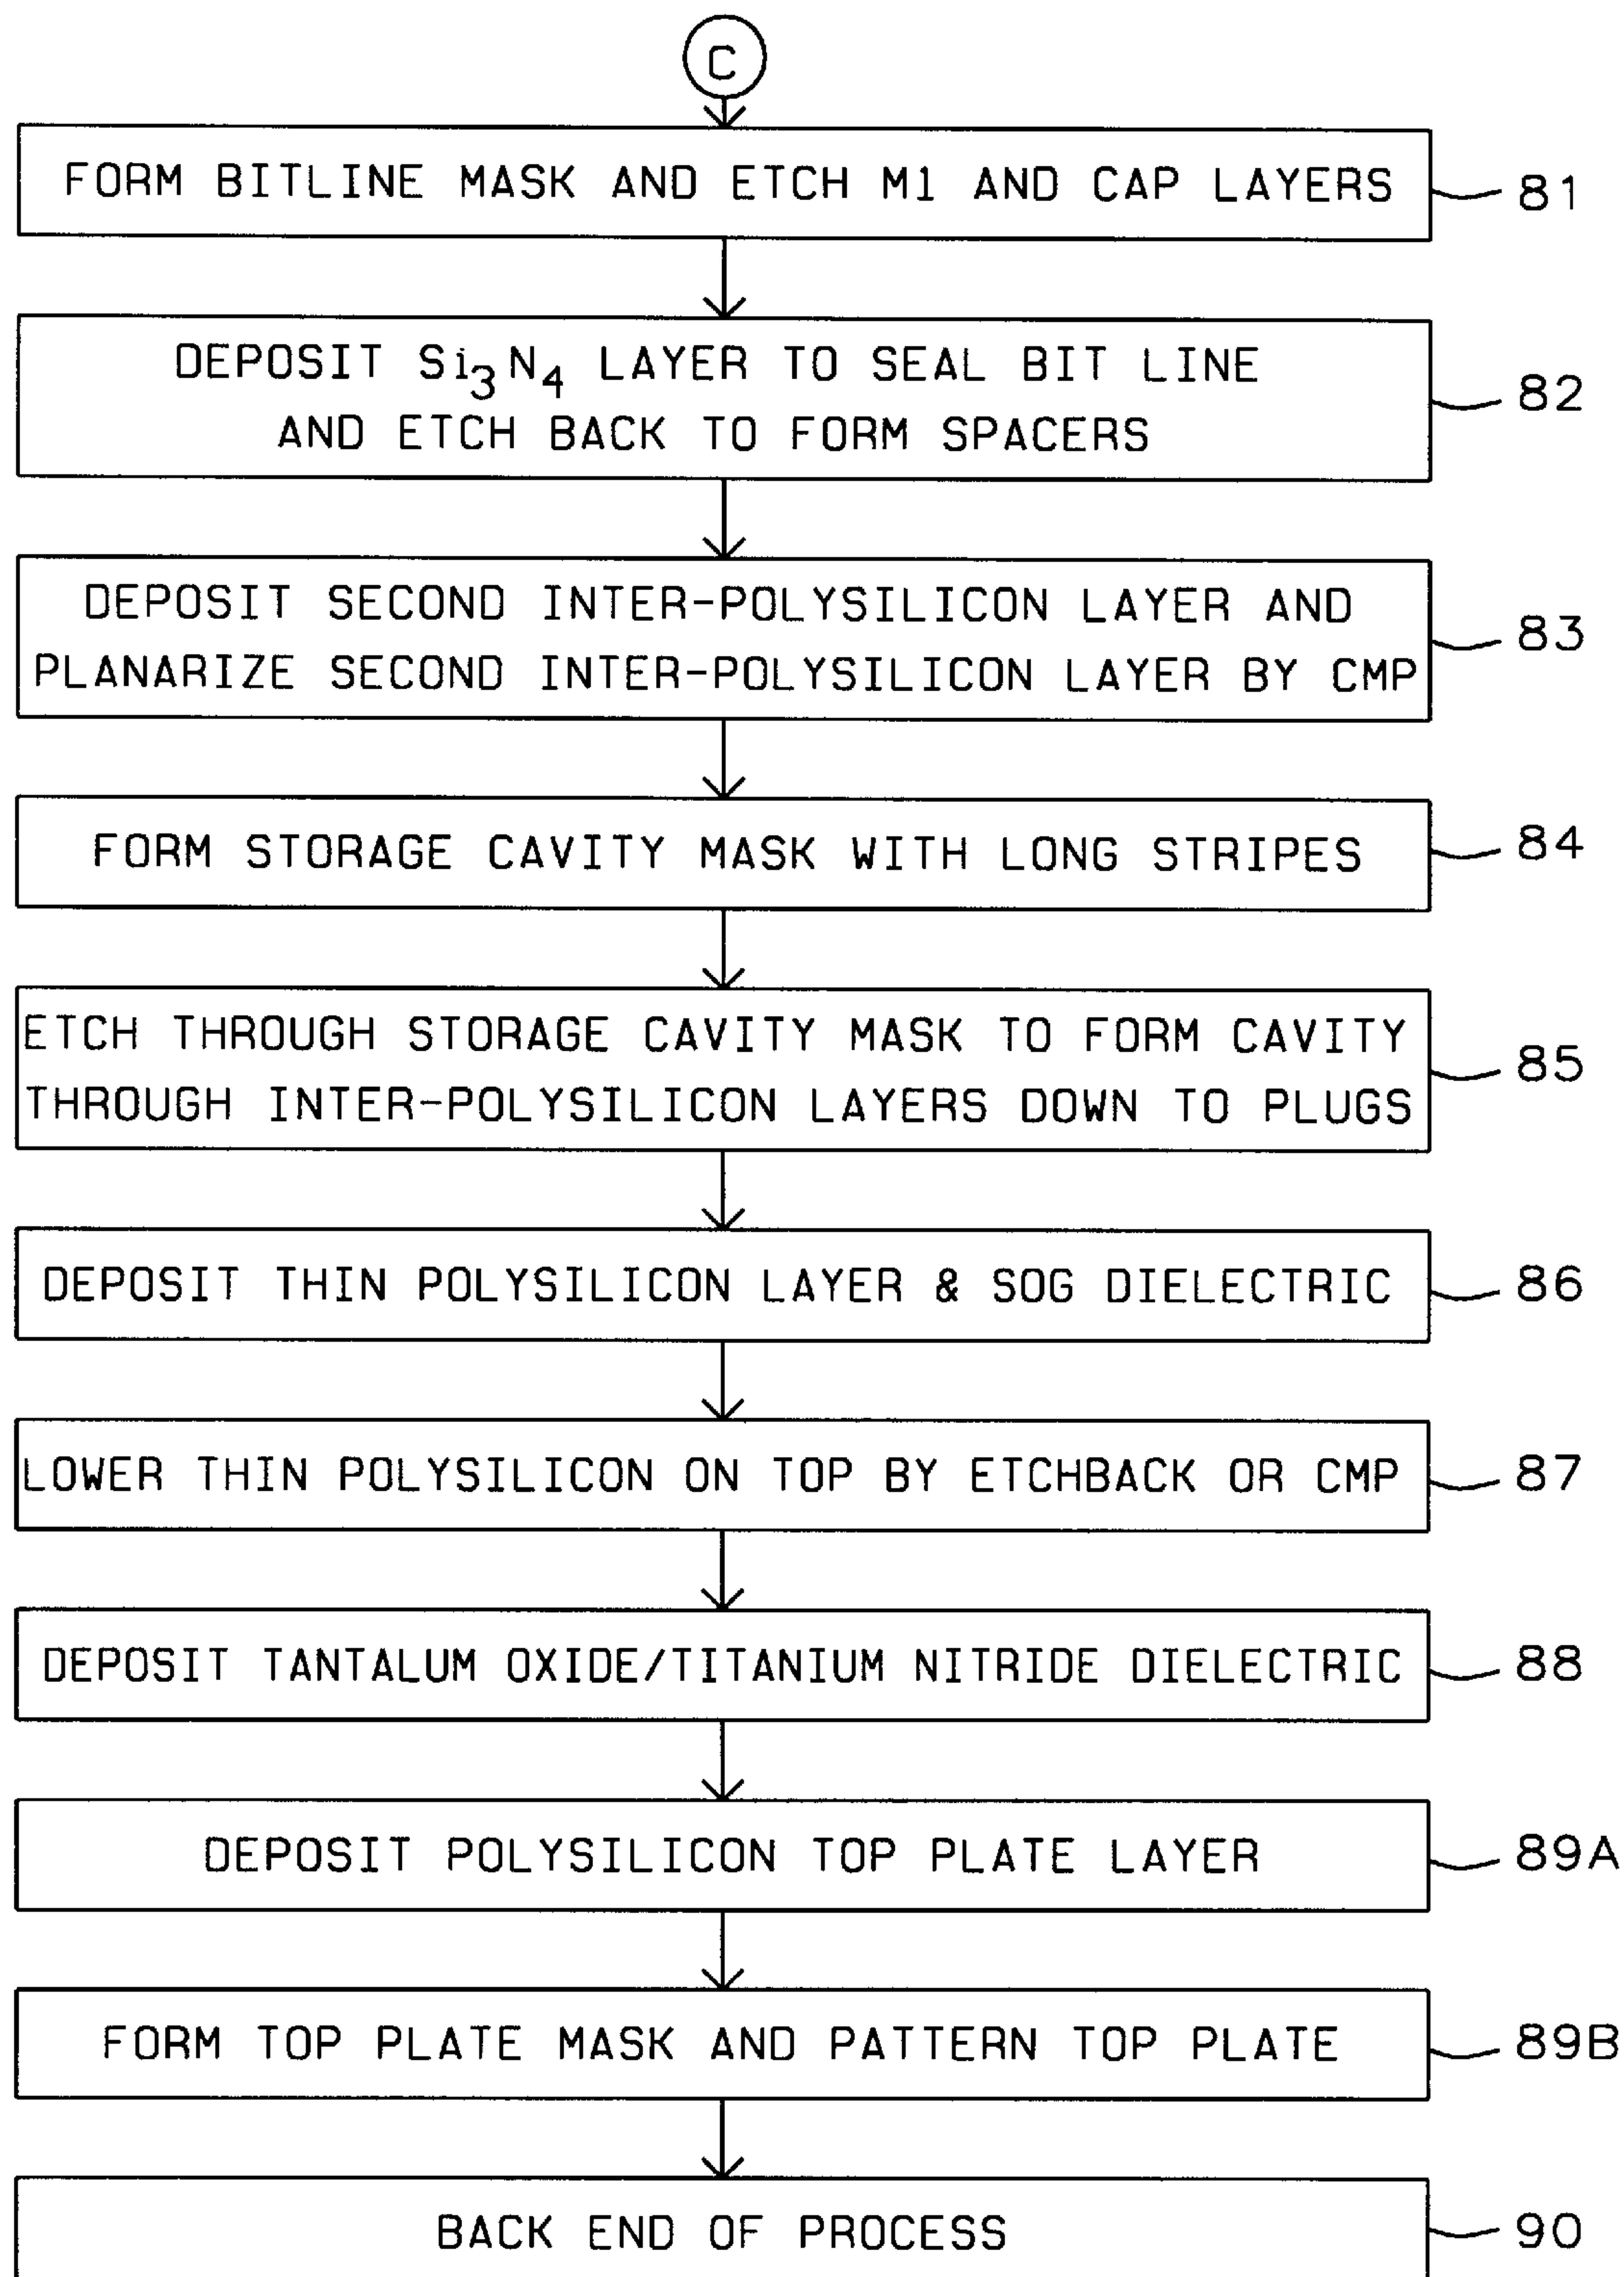 C
FORM BITLINE MASK AND ETCH M1 AND CAP LAYERS
81
DEPOSIT Si3N4 LAYER TO SEAL BIT LINE
AND ETCH BACK TO FORM SPACERS
82
DEPOSIT SECOND INTER-POLYSILICON LAYER AND
PLANARIZE SECOND INTER-POLYSILICON LAYER BY CMP
83
FORM STORAGE CAVITY MASK WITH LONG STRIPES
84
ETCH THROUGH STORAGE CAVITY MASK TO FORM CAVITY
THROUGH INTER-POLYSILICON LAYERS DOWN TO PLUGS
85
DEPOSIT THIN POLYSILICON LAYER & SOG DIELECTRIC
86
LOWER THIN POLYSILICON ON TOP BY ETCHBACK OR CMP
87
DEPOSIT TANTALUM OXIDE/TITANIUM NITRIDE DIELECTRIC
88
DEPOSIT POLYSILICON TOP PLATE LAYER
89A
FORM TOP PLATE MASK AND PATTERN TOP PLATE
89B
BACK END OF PROCESS
90